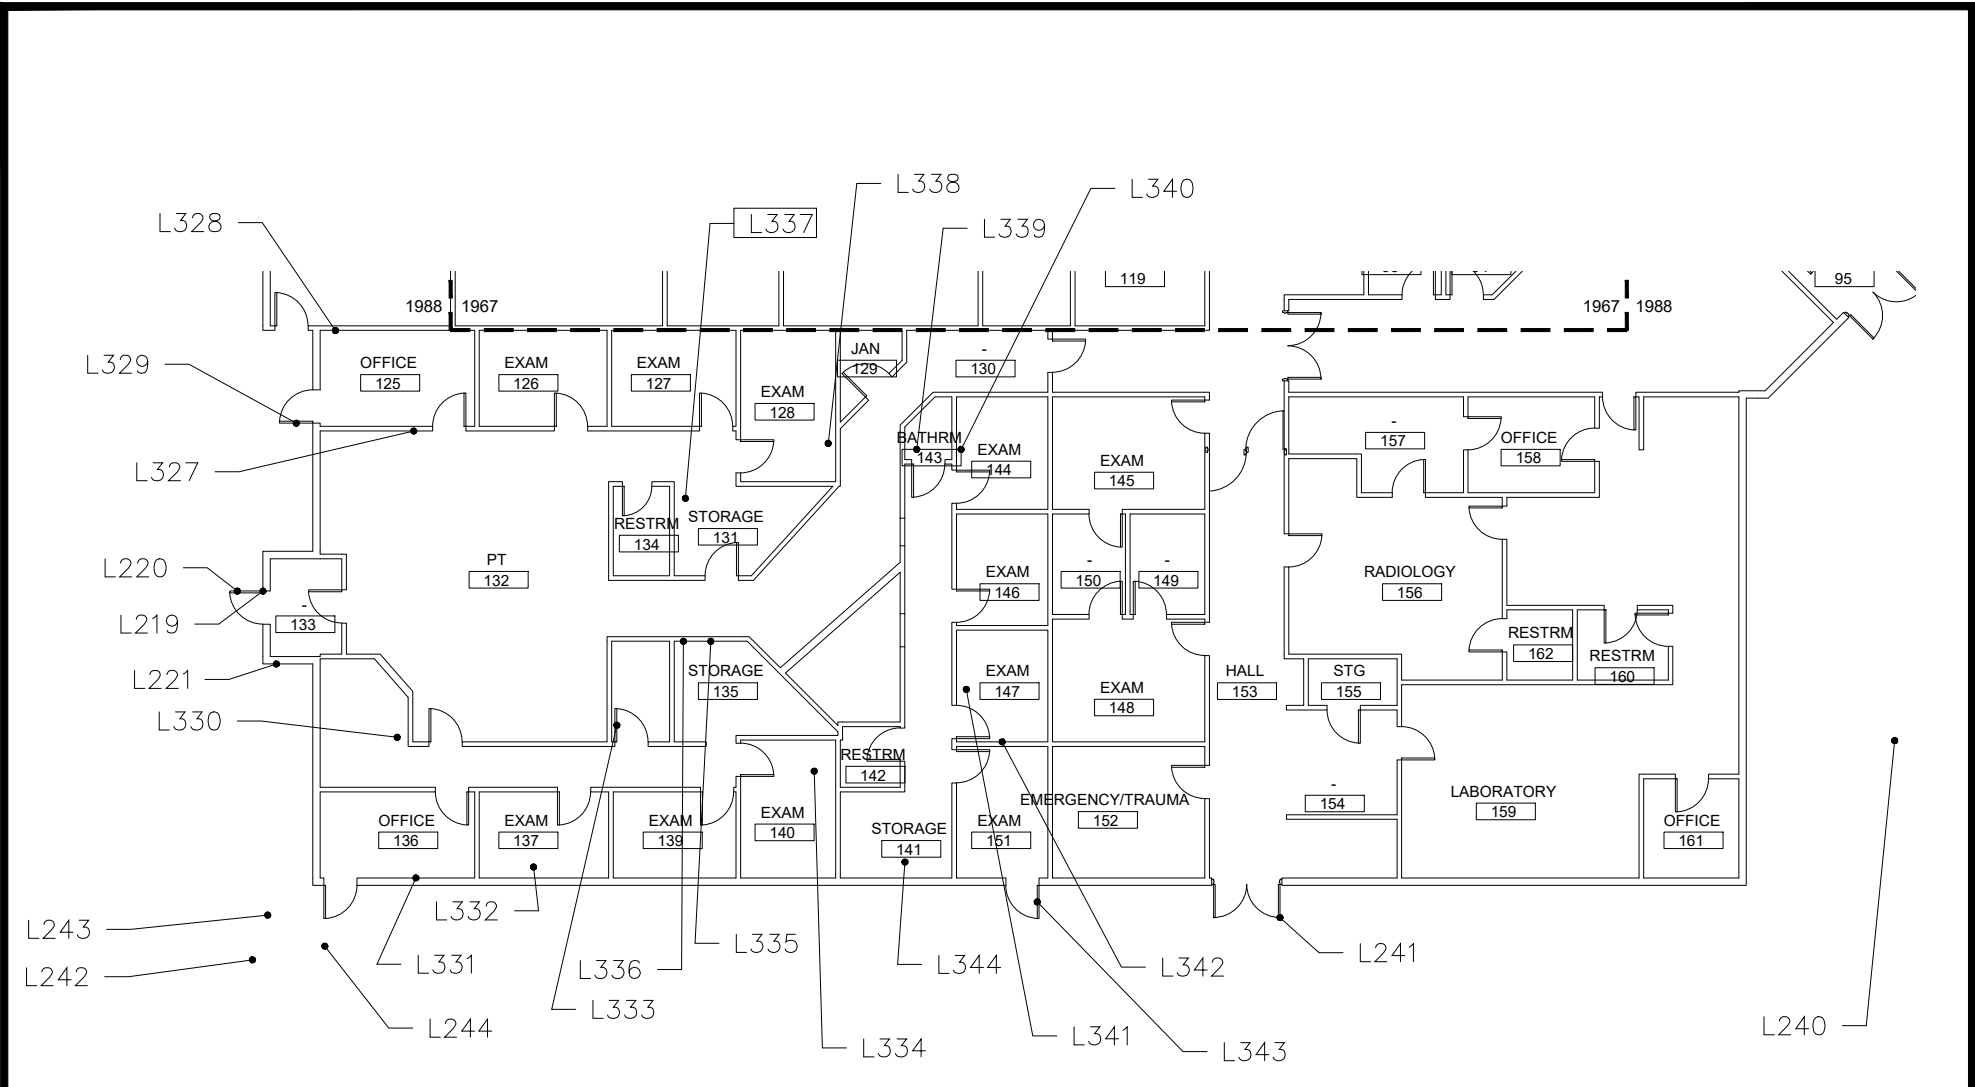 L338
L340
L328
L337
L339
119
95
1988 1967
1967 1988
L329
OFFICE
125
EXAM
126
EXAM
127
EXAM
128
JAN
129
-
130
L327
BATHRM
143
EXAM
144
EXAM
145
-
157
OFFICE
158
RESTRM
134
STORAGE
131
PT
132
L220
L219
-
133
EXAM
146
-
150
-
149
RADIOLOGY
156
RESTRM
162
RESTRM
160
L221
STORAGE
135
EXAM
147
EXAM
148
HALL
153
STG
155
L330
RESTRM
142
OFFICE
136
EXAM
137
EXAM
139
EXAM
140
STORAGE
141
EXAM
151
EMERGENCY/TRAUMA
152
-
154
LABORATORY
159
OFFICE
161
L243
L332
L242
L331
L336
L335
L344
L342
L241
L333
L244
L334
L341
L343
L240